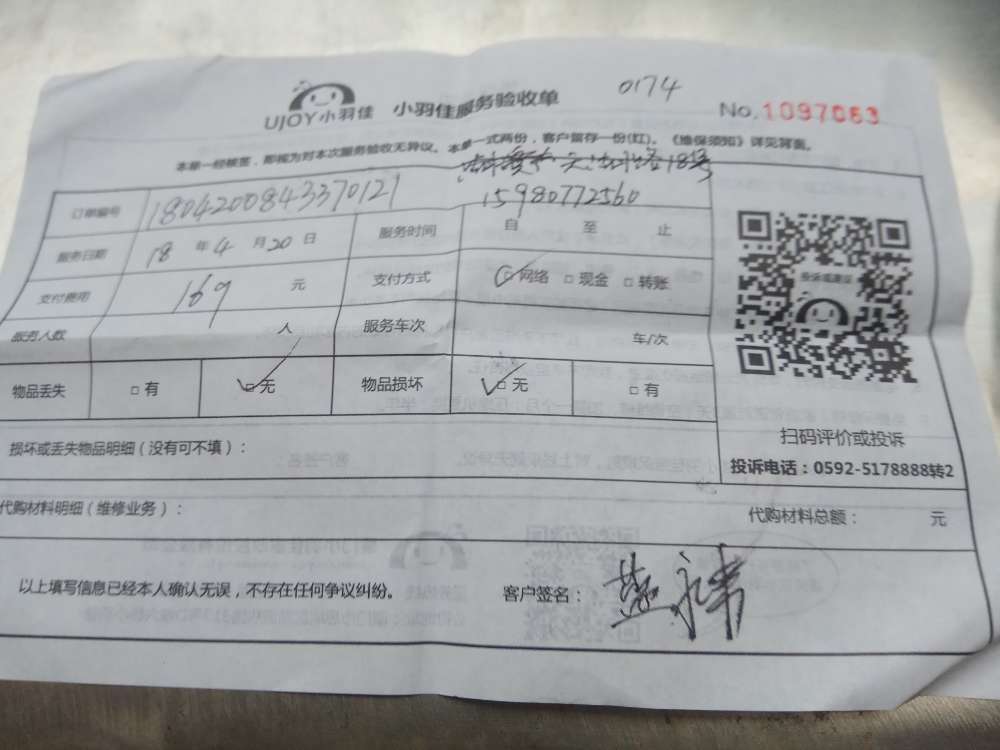 UJOY小羽佳 小羽佳服务验收单 0174 No.1097063
本单一经接签，即视为对本次服务验收无异议。本单一式两份，客户留存一份(红)。《维保须知》详见背面。
18号
订单编号 1804200843370121 15980772560
服务日期 18 年 4 月 20 日 服务时间 自 至 止
支付费用 169 元 支付方式 □网络 □现金 □转账
服务人数 人 服务车次 车/次
物品丢失 □有 □无 物品损坏 □无 □有
投诉或建议
扫码评价或投诉
投诉电话：0592-5178888转2
损坏或丢失物品明细（没有可不填）：
代购材料明细（维修业务）： 代购材料总额： 元
以上填写信息已经本人确认无误，不存在任何争议纠纷。 客户签名：